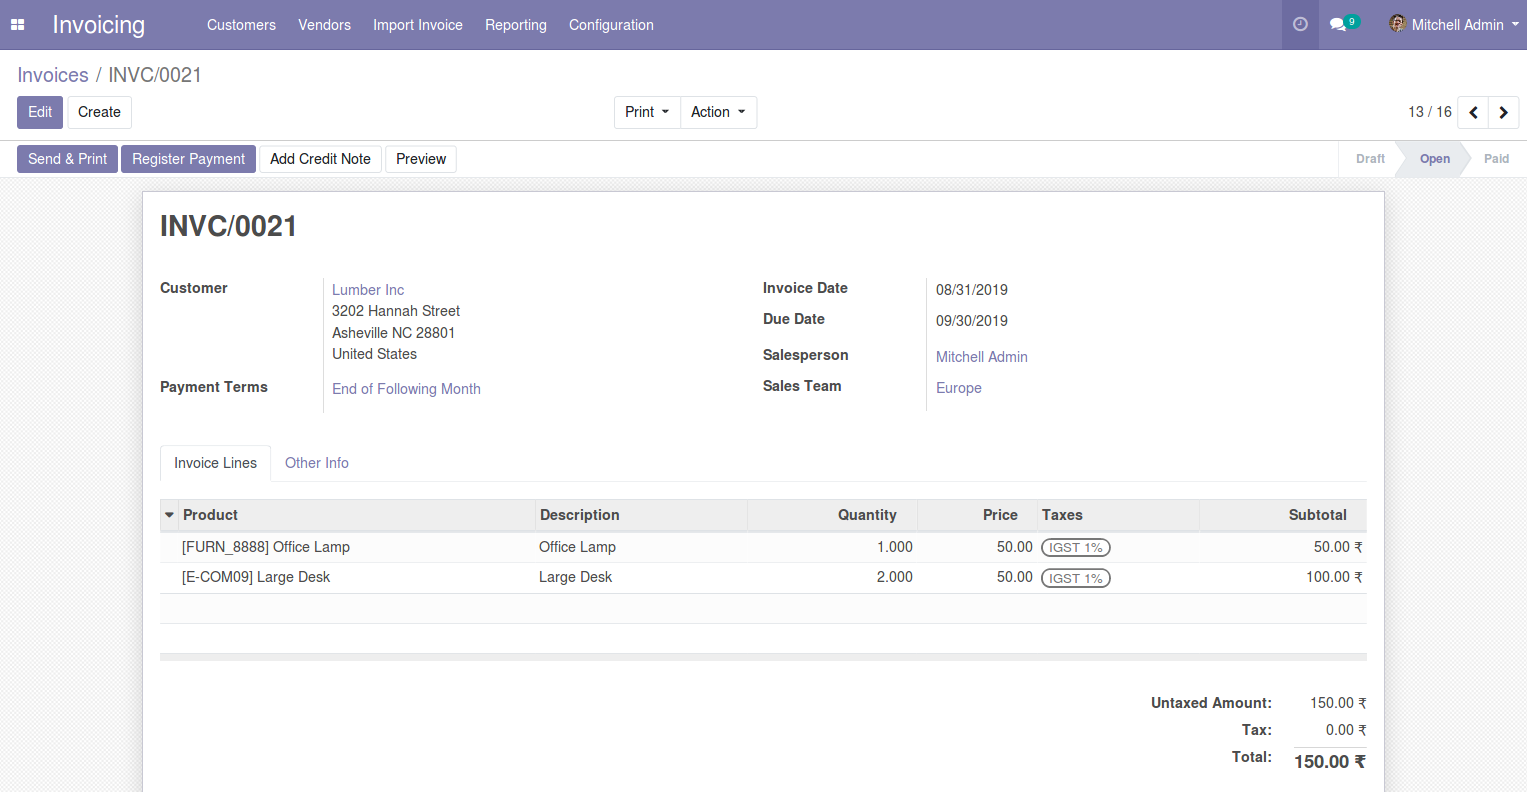 Invoicing Customers Vendors Import Invoice Reporting Configuration 9 Mitchell Admin
Invoices / INVC/0021
Edit Create Print Action 13 / 16
Send & Print Register Payment Add Credit Note Preview Draft Open Paid
INVC/0021
Customer Lumber Inc Invoice Date 08/31/2019
3202 Hannah Street
Asheville NC 28801 Due Date 09/30/2019
United States Salesperson Mitchell Admin
Payment Terms End of Following Month Sales Team Europe
Invoice Lines Other Info
Product Description Quantity Price Taxes Subtotal
[FURN_8888] Office Lamp Office Lamp 1.000 50.00 IGST 1% 50.00 ₹
[E-COM09] Large Desk Large Desk 2.000 50.00 IGST 1% 100.00 ₹
Untaxed Amount: 150.00 ₹
Tax: 0.00 ₹
Total: 150.00 ₹